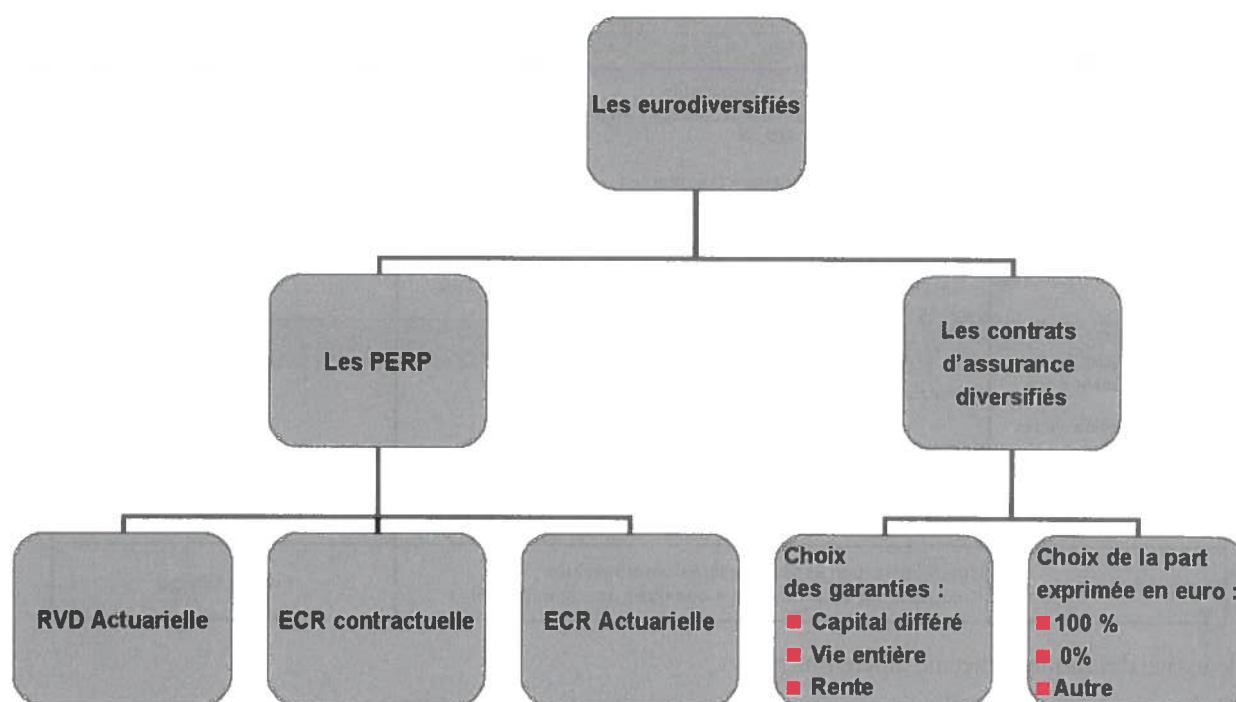 Les eurodiversifiés
Les PERP
Les contrats
d'assurance
diversifiés
RVD Actuarielle
ECR contractuelle
ECR Actuarielle
Choix
des garanties :
Capital différé
Vie entière
Rente
Choix de la part
exprimée en euro :
100 %
0%
Autre